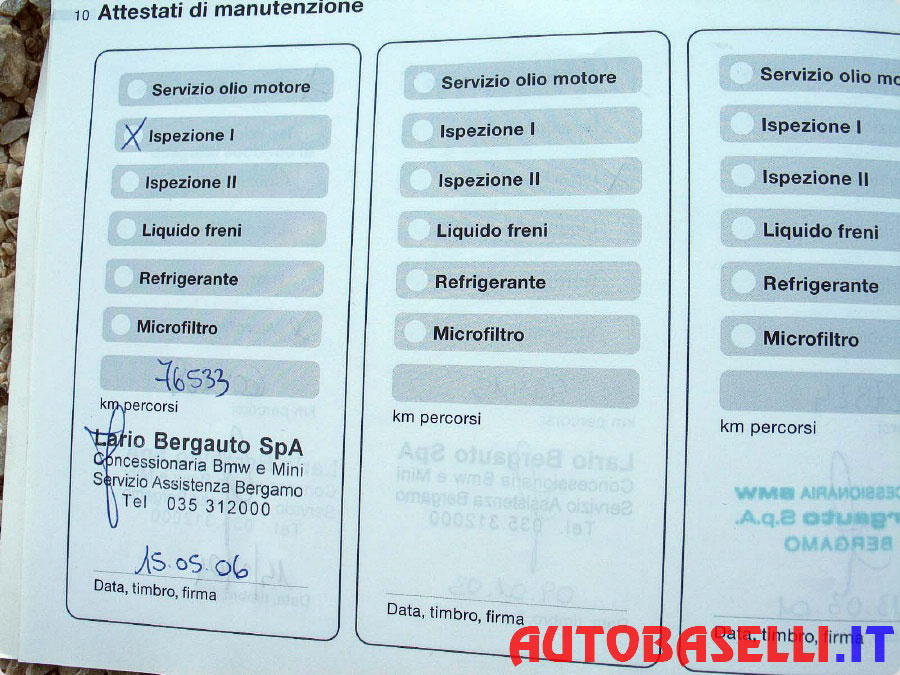 10 Attestati di manutenzione
Servizio olio motore
X Ispezione I
Ispezione II
Liquido freni
Refrigerante
Microfiltro
76533
km percorsi
Lario Bergauto SpA
Concessionaria Bmw e Mini
Servizio Assistenza Bergamo
Tel 035 312000
15.05.06
Data, timbro, firma
Servizio olio motore
Ispezione I
Ispezione II
Liquido freni
Refrigerante
Microfiltro
km percorsi
Data, timbro, firma
Servizio olio mo
Ispezione I
Ispezione II
Liquido freni
Refrigerante
Microfiltro
km percorsi
Data, timbro, firma
AUTOBASELLI.IT